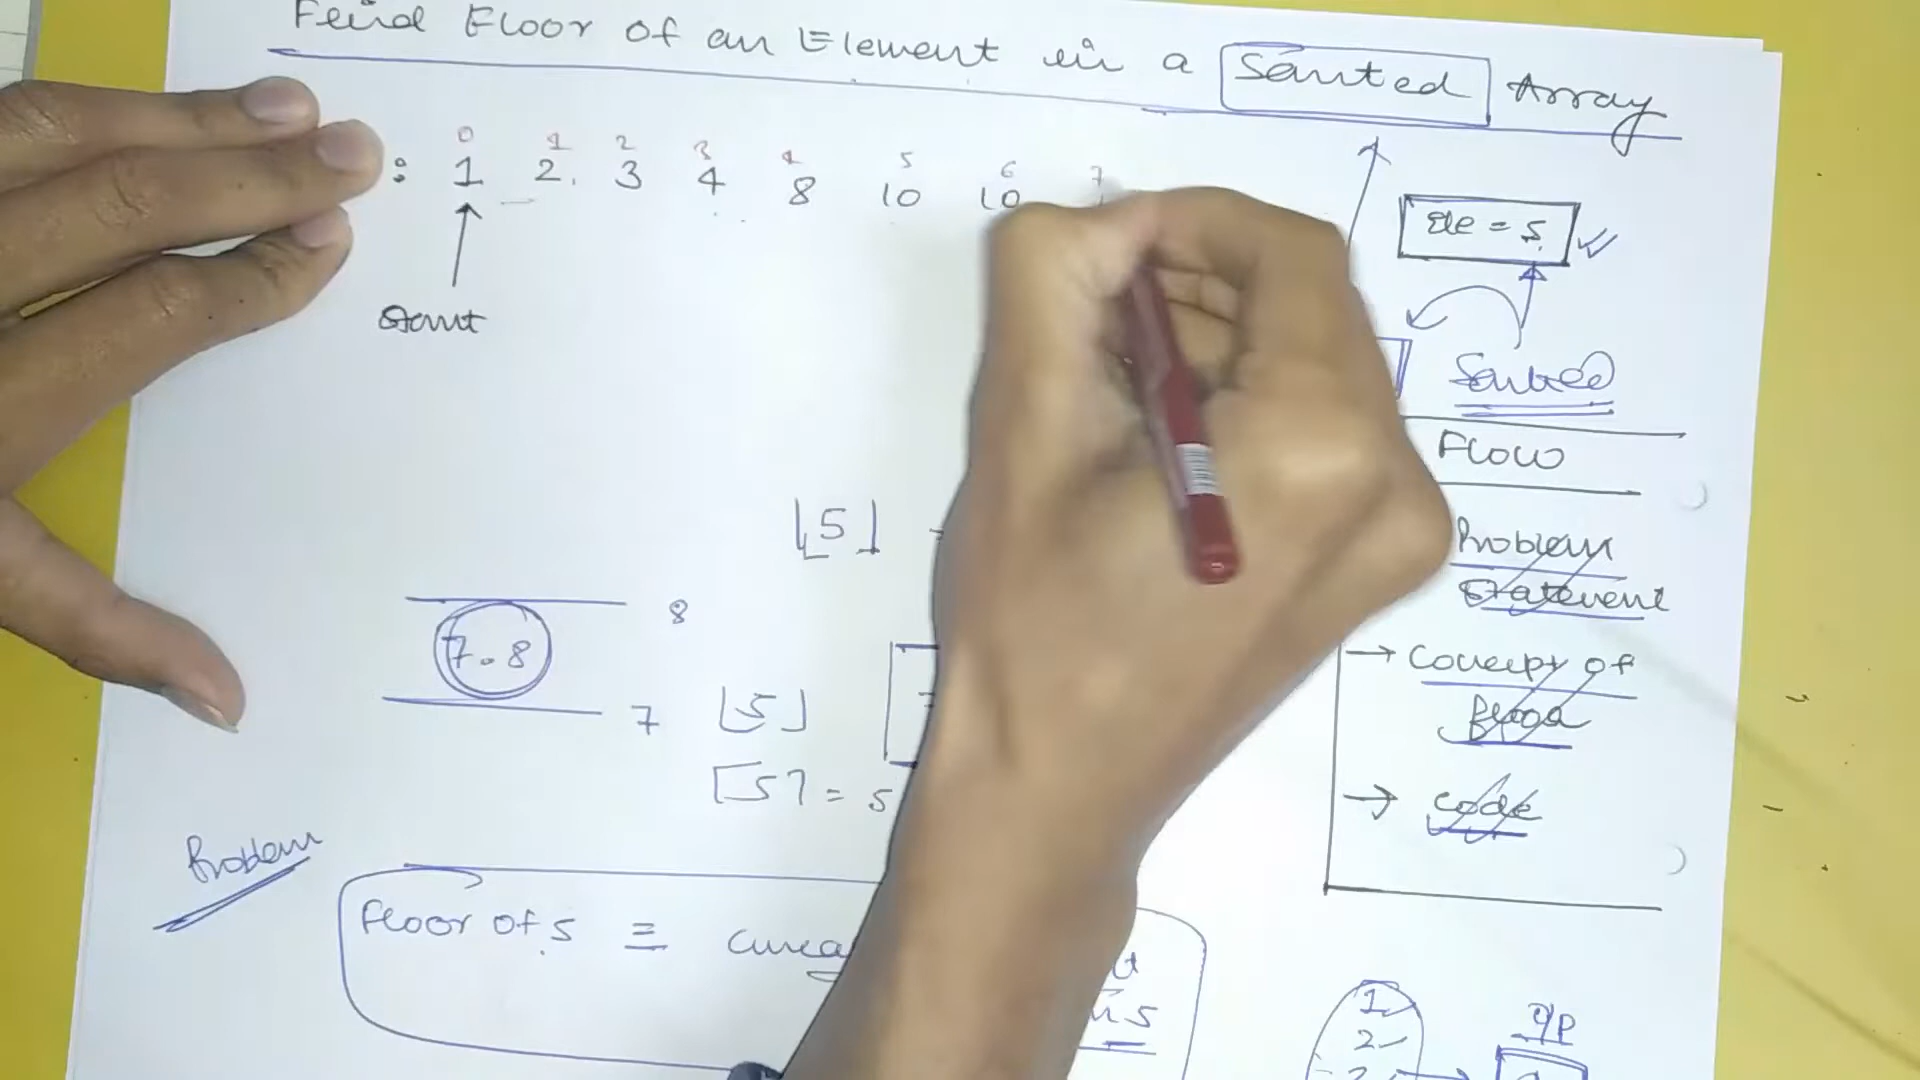 Find Floor of an Element in a Sorted Array
0 1 2 3 4 5 6 7
: 1 2 3 4 8 10 10
Ele = 5
Start
Sorted
Flow
⌊5⌋
Problem
Statement
8
7.8
7
→ Concept of
Floor
⌊5⌋
⌈5⌉ = 5
→ Code
Problem
Floor of 5 =
5
1
2
O/P